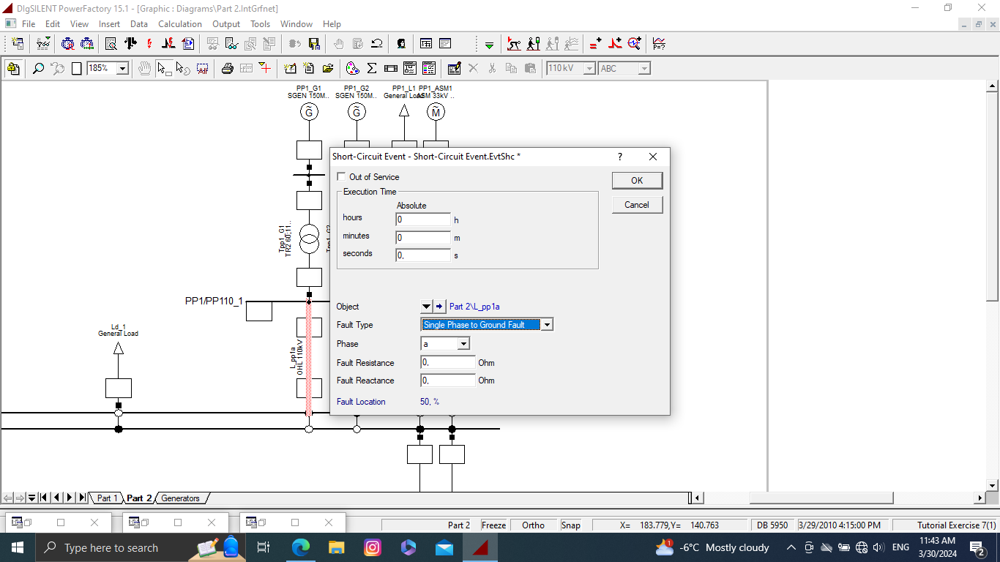 DIgSILENT PowerFactory 15.1 - [Graphic : Diagrams\Part 2.IntGrfnet]
File Edit View Insert Data Calculation Output Tools Window Help
185% 110 kV ABC
PP1_G1 PP1_G2 PP1_L1 PP1_ASM1
SGEN 150M.. SGEN 150M.. General Load ASM 33kV ..
G G M
Short-Circuit Event - Short-Circuit Event.EvtShc *
Out of Service
OK
Execution Time
Absolute
Cancel
hours 0 h
minutes 0 m
seconds 0, s
Tpp1_G1
TR2 60;11..
Object Part 2\L_pp1a
Fault Type Single Phase to Ground Fault
Phase a
Fault Resistance 0, Ohm
Fault Reactance 0, Ohm
Fault Location 50, %
PP1/PP110_1
Ld_1
General Load
L_pp1a
OHL 110kV
Part 1 Part 2 Generators
Part 2 Freeze Ortho Snap X= 183.779,Y= 140.763 DB 5950 3/29/2010 4:15:00 PM Tutorial Exercise 7(1)
Type here to search
-6°C Mostly cloudy
ENG
11:43 AM
3/30/2024
1
2